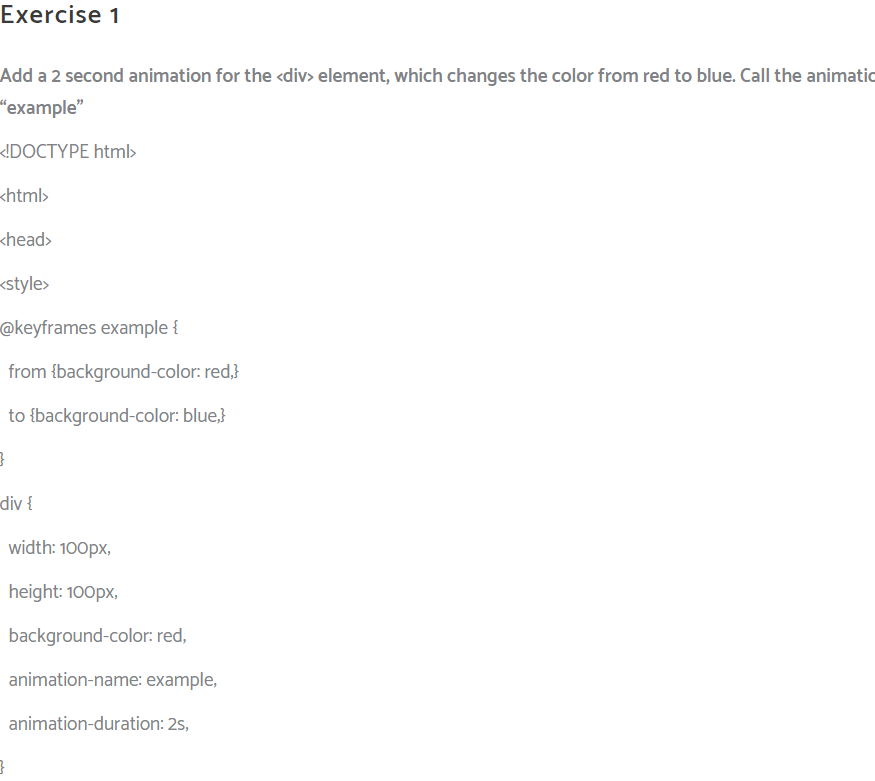 Exercise 1
Add a 2 second animation for the <div> element, which changes the color from red to blue. Call the animatic
“example”
<!DOCTYPE html>
<html>
<head>
<style>
@keyframes example {
from {background-color: red,}
to {background-color: blue,}
}
div {
width: 100px,
height: 100px,
background-color: red,
animation-name: example,
animation-duration: 2s,
}